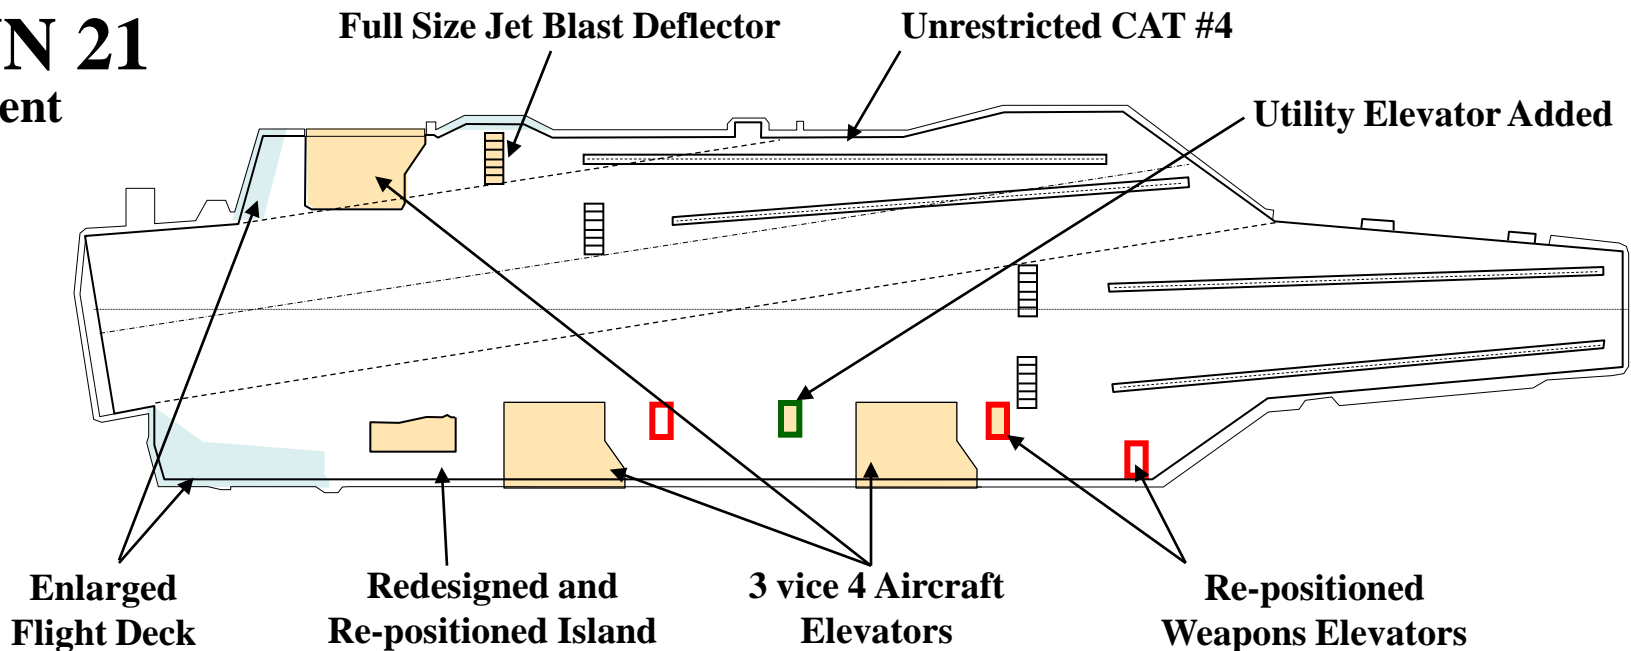 N 21
ent
Full Size Jet Blast Deflector
Unrestricted CAT #4
Utility Elevator Added
Enlarged
Flight Deck
Redesigned and
Re-positioned Island
3 vice 4 Aircraft
Elevators
Re-positioned
Weapons Elevators